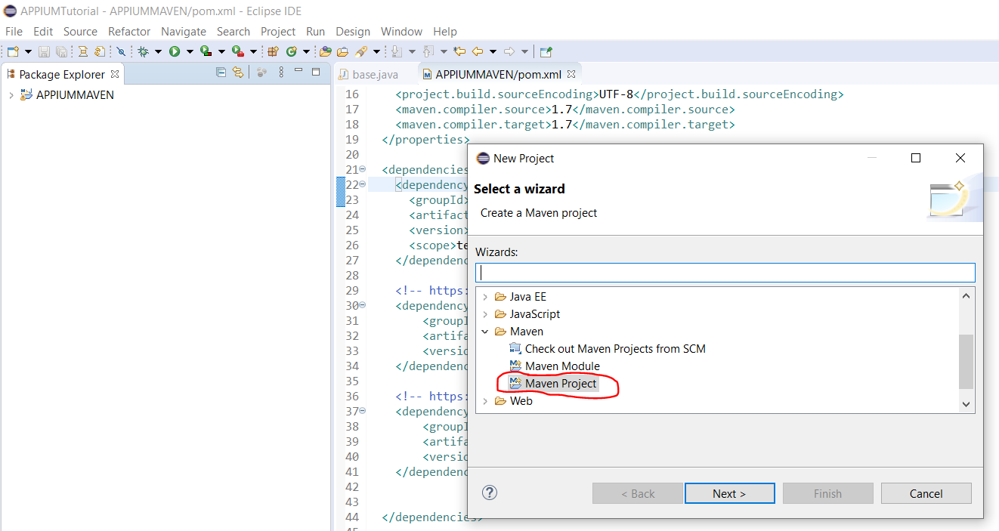 APPIUMTutorial - APPIUMMAVEN/pom.xml - Eclipse IDE
File Edit Source Refactor Navigate Search Project Run Design Window Help
Package Explorer
APPIUMMAVEN
base.java APPIUMMAVEN/pom.xml
16 <project.build.sourceEncoding>UTF-8</project.build.sourceEncoding>
17 <maven.compiler.source>1.7</maven.compiler.source>
18 <maven.compiler.target>1.7</maven.compiler.target>
19 </properties>
20
21 <dependencies
22 <dependency
23 <groupId>
24 <artifact
25 <version>
26 <scope>te
27 </dependenc
28
29 <!-- https:
30 <dependency
31 <groupI
32 <artifa
33 <versio
34 </dependenc
35
36 <!-- https:
37 <dependency
38 <groupI
39 <artifa
40 <versio
41 </dependenc
42
43
44 </dependencies>
45
New Project
Select a wizard
Create a Maven project
Wizards:
Java EE
JavaScript
Maven
Check out Maven Projects from SCM
Maven Module
Maven Project
Web
? < Back Next > Finish Cancel